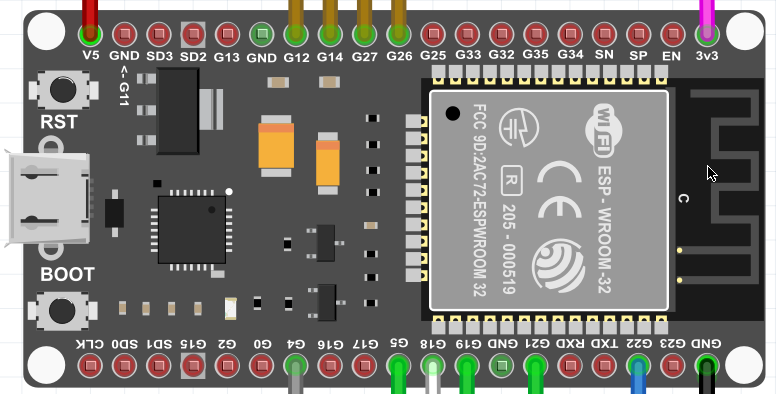 V5 GND SD3 SD2 G13 GND G12 G14 G27 G26 G25 G33 G32 G35 G34 SN SP EN 3v3
<- G11
RST
BOOT
FCC 9D:2AC72-ESPWROOM 32
R
205 - 000519
CE
WiFi
ESP - WROOM -32
C
CLK SD0 SD1 G15 G2 G0 G4 G16 G17 G5 G18 G19 GND G21 RXD TXD G22 G23 GND